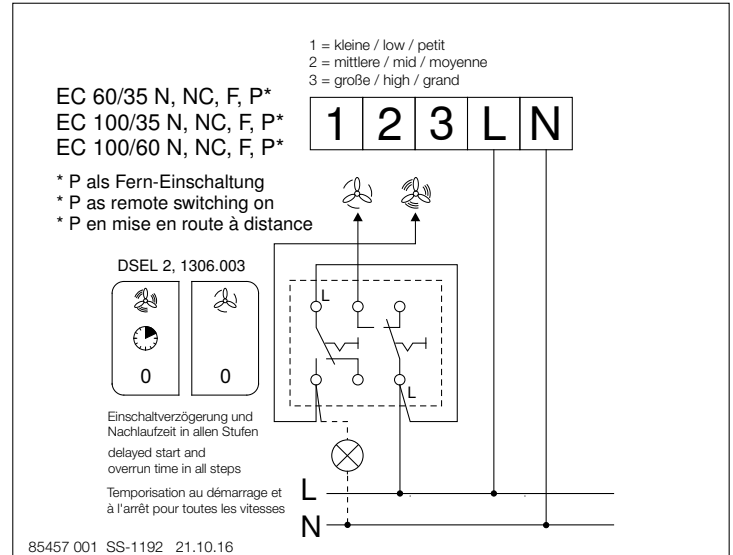 1 = kleine / low / petit
2 = mittlere / mid / moyenne
3 = große / high / grand
EC 60/35 N, NC, F, P*
EC 100/35 N, NC, F, P*
EC 100/60 N, NC, F, P*
1 2 3 L N
* P als Fern-Einschaltung
* P as remote switching on
* P en mise en route à distance
DSEL 2, 1306.003
L
0 0
L
Einschaltverzögerung und
Nachlaufzeit in allen Stufen
delayed start and
overrun time in all steps
Temporisation au démarrage et
à l'arrêt pour toutes les vitesses
L
N
85457 001 SS-1192 21.10.16